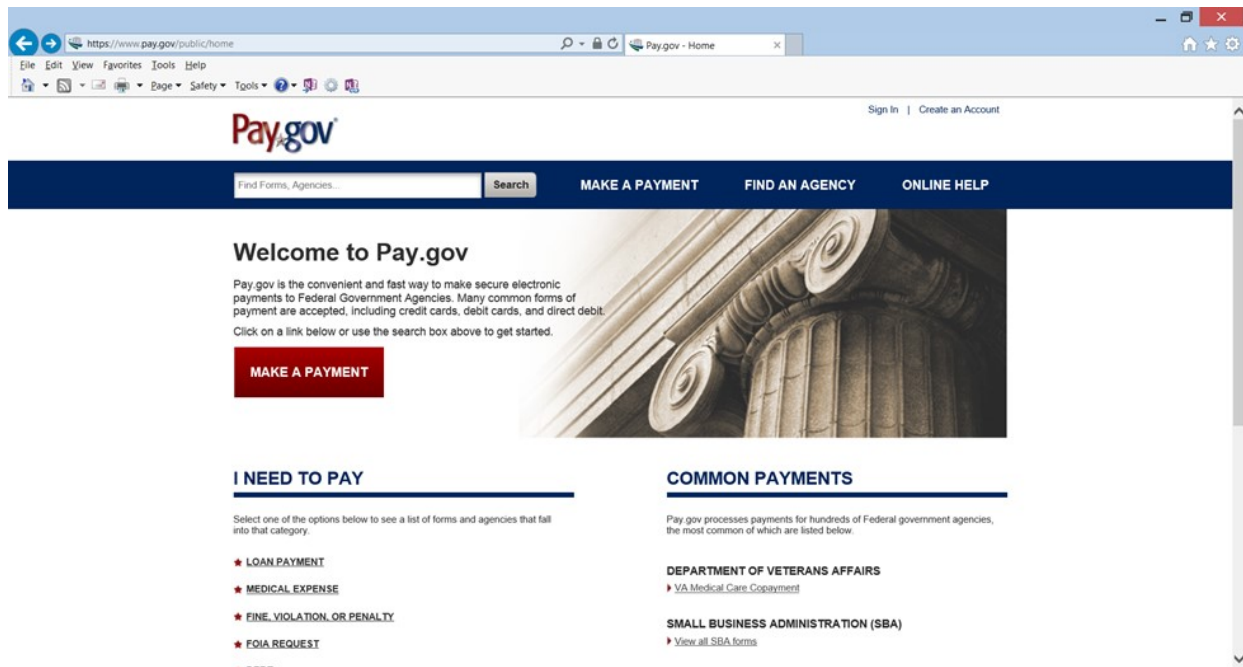 https://www.pay.gov/public/home
Pay.gov - Home
File Edit View Favorites Tools Help
Page Safety Tools
Sign In | Create an Account
Pay.gov
Find Forms, Agencies...
Search
MAKE A PAYMENT
FIND AN AGENCY
ONLINE HELP
Welcome to Pay.gov
Pay.gov is the convenient and fast way to make secure electronic
payments to Federal Government Agencies. Many common forms of
payment are accepted, including credit cards, debit cards, and direct debit.
Click on a link below or use the search box above to get started.
MAKE A PAYMENT
I NEED TO PAY
Select one of the options below to see a list of forms and agencies that fall
into that category.
LOAN PAYMENT
MEDICAL EXPENSE
FINE, VIOLATION, OR PENALTY
FOIA REQUEST
COMMON PAYMENTS
Pay.gov processes payments for hundreds of Federal government agencies,
the most common of which are listed below.
DEPARTMENT OF VETERANS AFFAIRS
VA Medical Care Copayment
SMALL BUSINESS ADMINISTRATION (SBA)
View all SBA forms